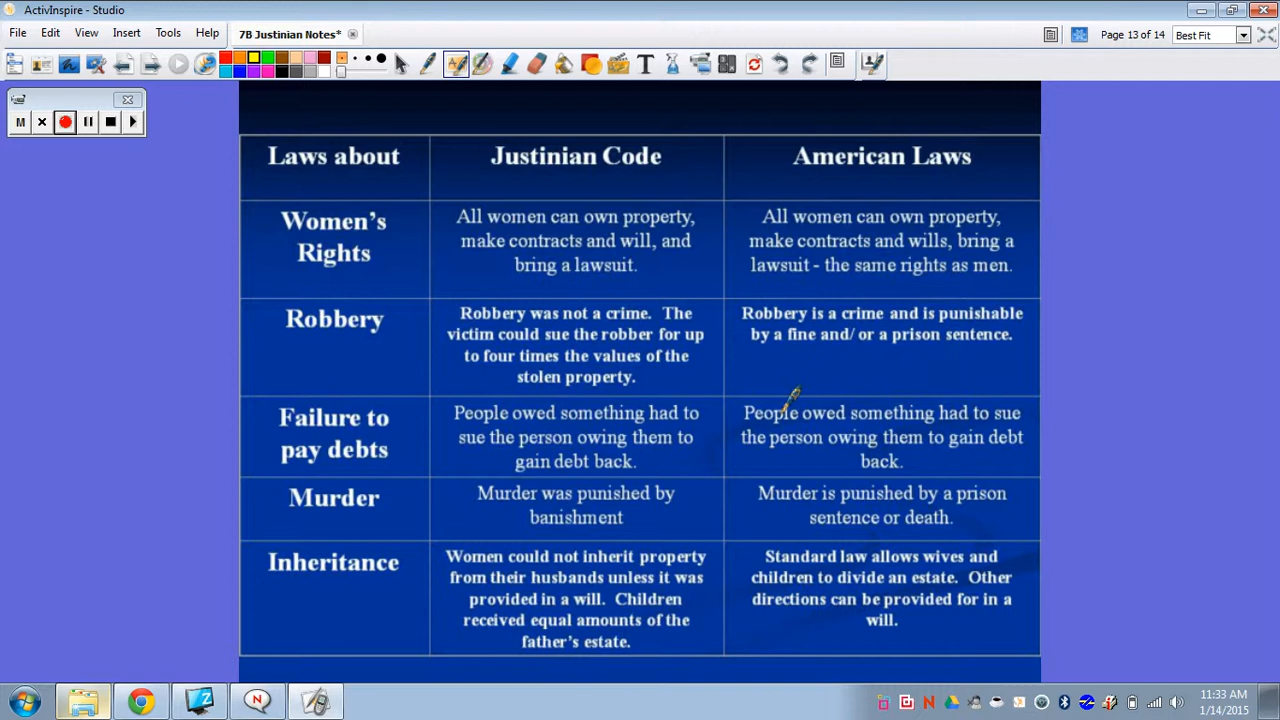 ActivInspire - Studio
File Edit View Insert Tools Help
7B Justinian Notes*
Page 13 of 14
Best Fit
M
Laws about
Justinian Code
American Laws
Women's
Rights
All women can own property,
make contracts and will, and
bring a lawsuit.
All women can own property,
make contracts and wills, bring a
lawsuit - the same rights as men.
Robbery
Robbery was not a crime. The
victim could sue the robber for up
to four times the values of the
stolen property.
Robbery is a crime and is punishable
by a fine and/ or a prison sentence.
Failure to
pay debts
People owed something had to
sue the person owing them to
gain debt back.
People owed something had to sue
the person owing them to gain debt
back.
Murder
Murder was punished by
banishment
Murder is punished by a prison
sentence or death.
Inheritance
Women could not inherit property
from their husbands unless it was
provided in a will. Children
received equal amounts of the
father's estate.
Standard law allows wives and
children to divide an estate. Other
directions can be provided for in a
will.
11:33 AM
1/14/2015